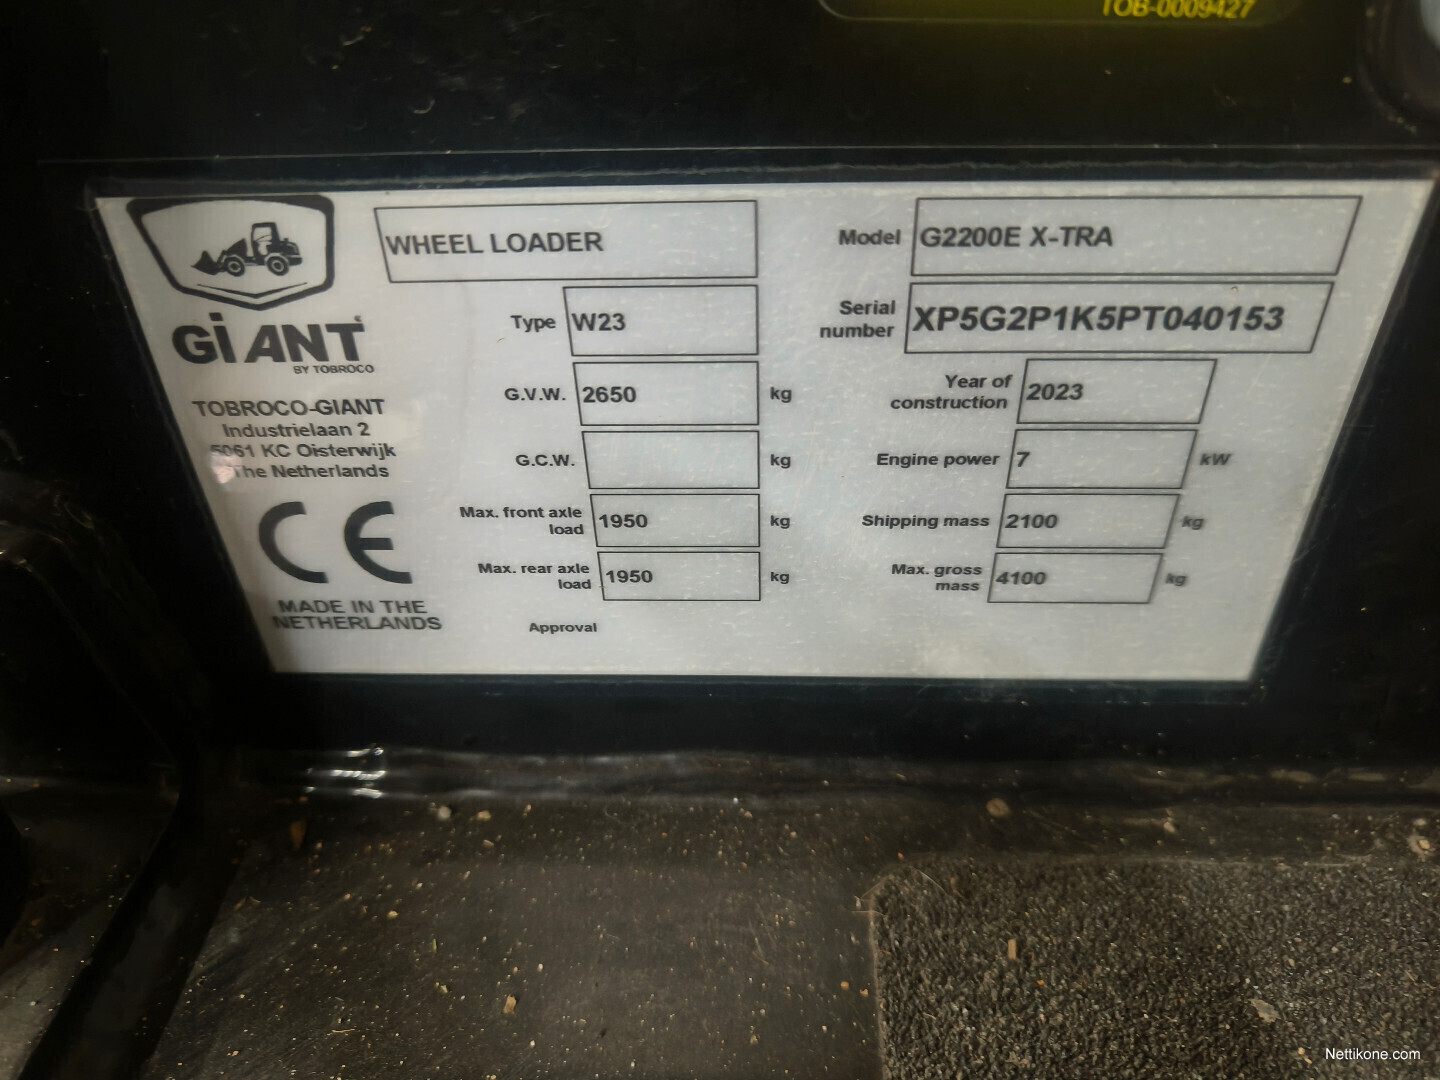 TOB-0009427
WHEEL LOADER
Model G2200E X-TRA
GiANT
BY TOBROCO
TOBROCO-GIANT
Industrielaan 2
5061 KC Oisterwijk
The Netherlands
CE
MADE IN THE
NETHERLANDS
Type W23
G.V.W. 2650 kg
G.C.W. kg
Max. front axle
load 1950 kg
Max. rear axle
load 1950 kg
Approval
Serial
number XP5G2P1K5PT040153
Year of
construction 2023
Engine power 7 kW
Shipping mass 2100 kg
Max. gross
mass 4100 kg
Nettikone.com